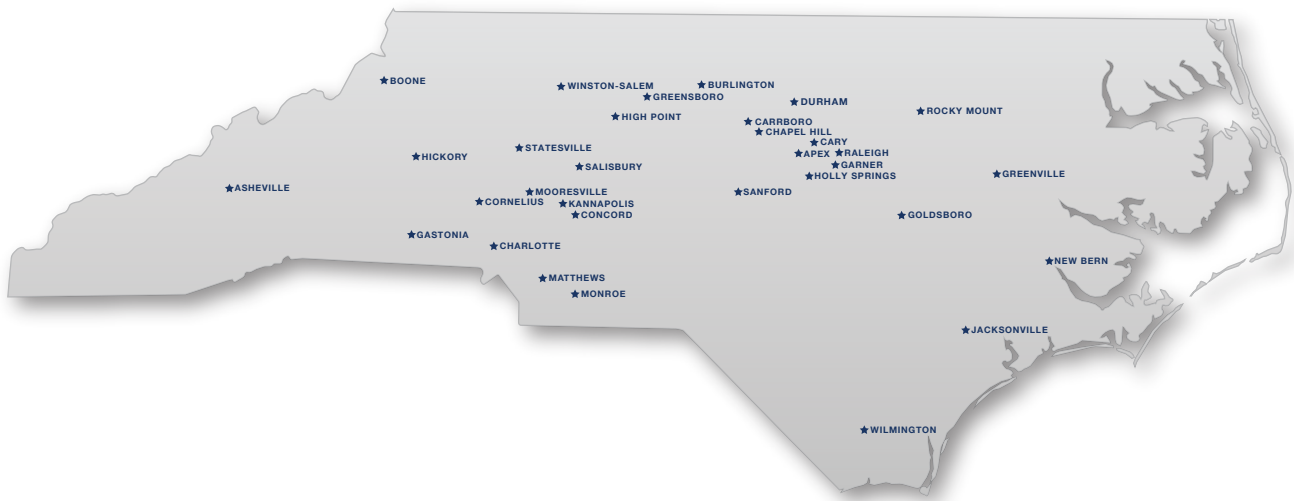 BOONE
WINSTON-SALEM
BURLINGTON
GREENSBORO
DURHAM
HIGH POINT
ROCKY MOUNT
CARRBORO
CHAPEL HILL
CARY
STATESVILLE
APEX
RALEIGH
HICKORY
SALISBURY
GARNER
HOLLY SPRINGS
GREENVILLE
ASHEVILLE
MOORESVILLE
SANFORD
CORNELIUS
KANNAPOLIS
CONCORD
GOLDSBORO
GASTONIA
CHARLOTTE
NEW BERN
MATTHEWS
MONROE
JACKSONVILLE
WILMINGTON